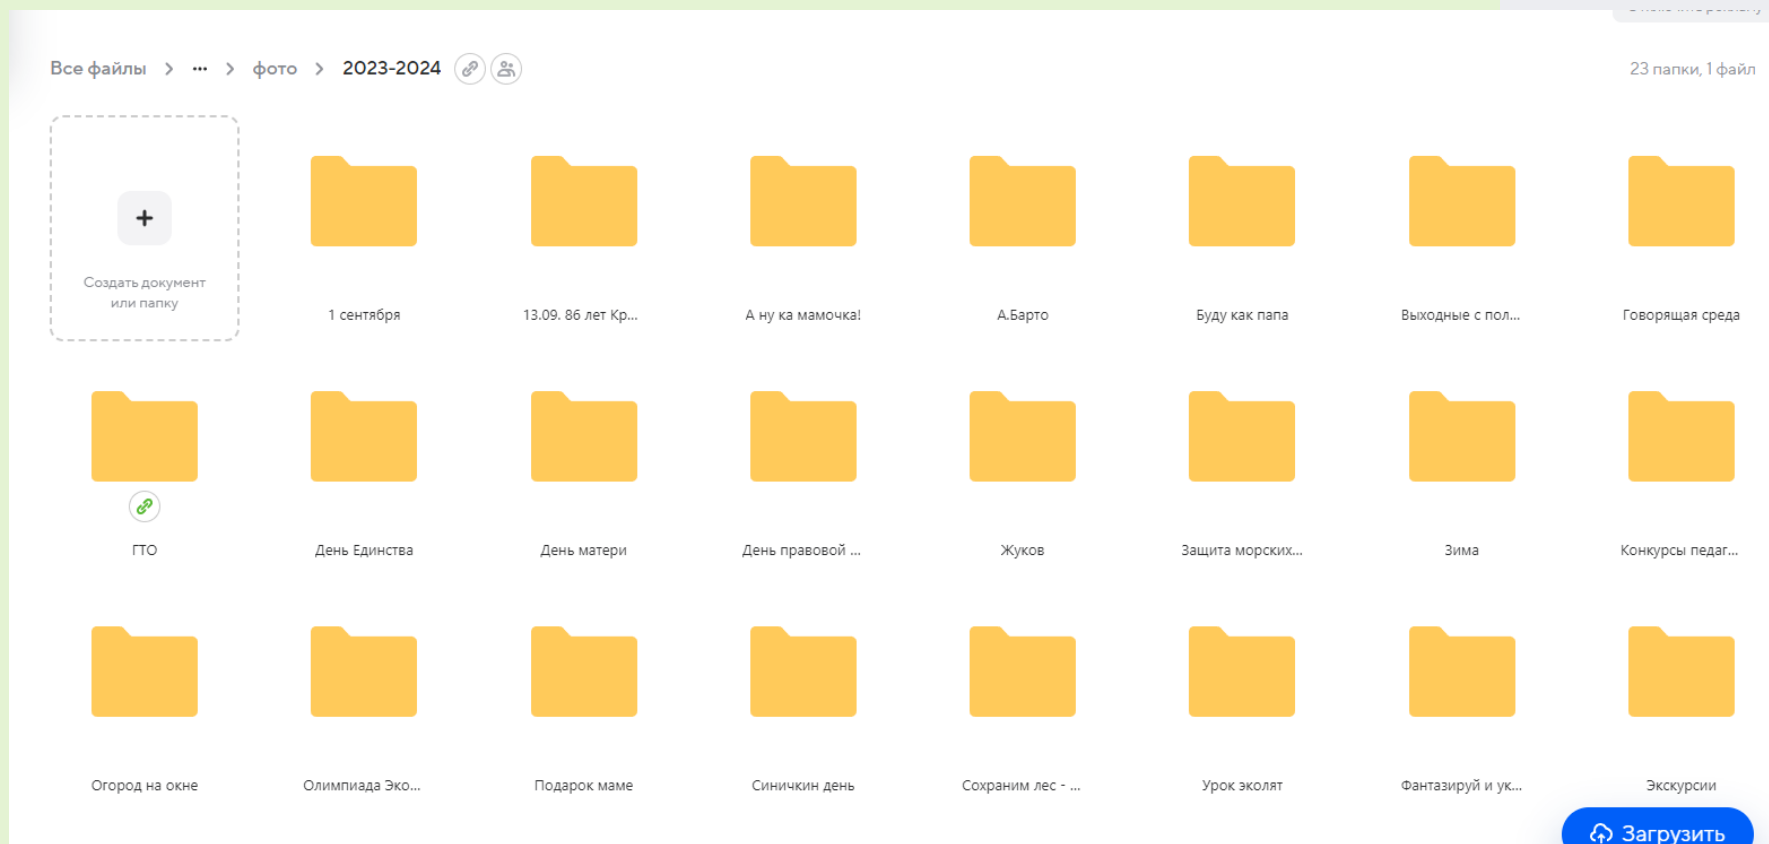 Все файлы > ... > фото > 2023-2024
23 папки, 1 файл
Создать документ
или папку
1 сентября
13.09. 86 лет Кр...
А ну ка мамочка!
А.Барто
Буду как папа
Выходные с пол...
Говорящая среда
ГТО
День Единства
День матери
День правовой ...
Жуков
Защита морских...
Зима
Конкурсы педаг...
Огород на окне
Олимпиада Эко...
Подарок маме
Синичкин день
Сохраним лес - ...
Урок эколят
Фантазируй и ук...
Экскурсии
Загрузить